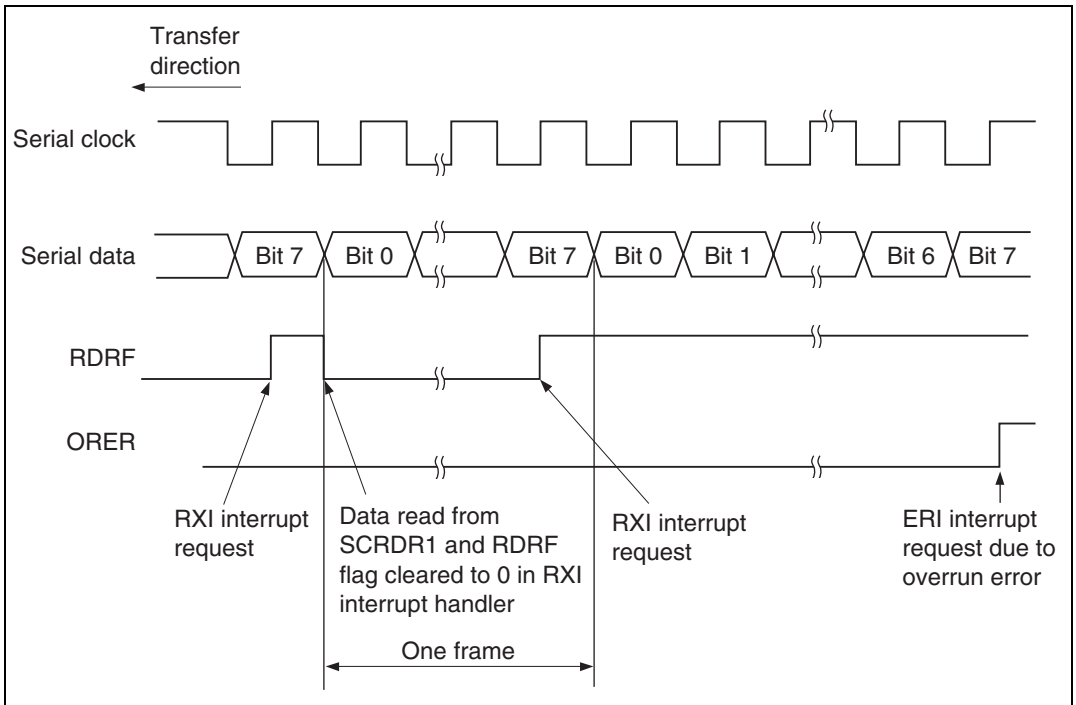 Transfer
direction
Serial clock
Serial data
Bit 7
Bit 0
Bit 7
Bit 0
Bit 1
Bit 6
Bit 7
RDRF
ORER
RXI interrupt
request
Data read from
SCRDR1 and RDRF
flag cleared to 0 in RXI
interrupt handler
RXI interrupt
request
ERI interrupt
request due to
overrun error
One frame